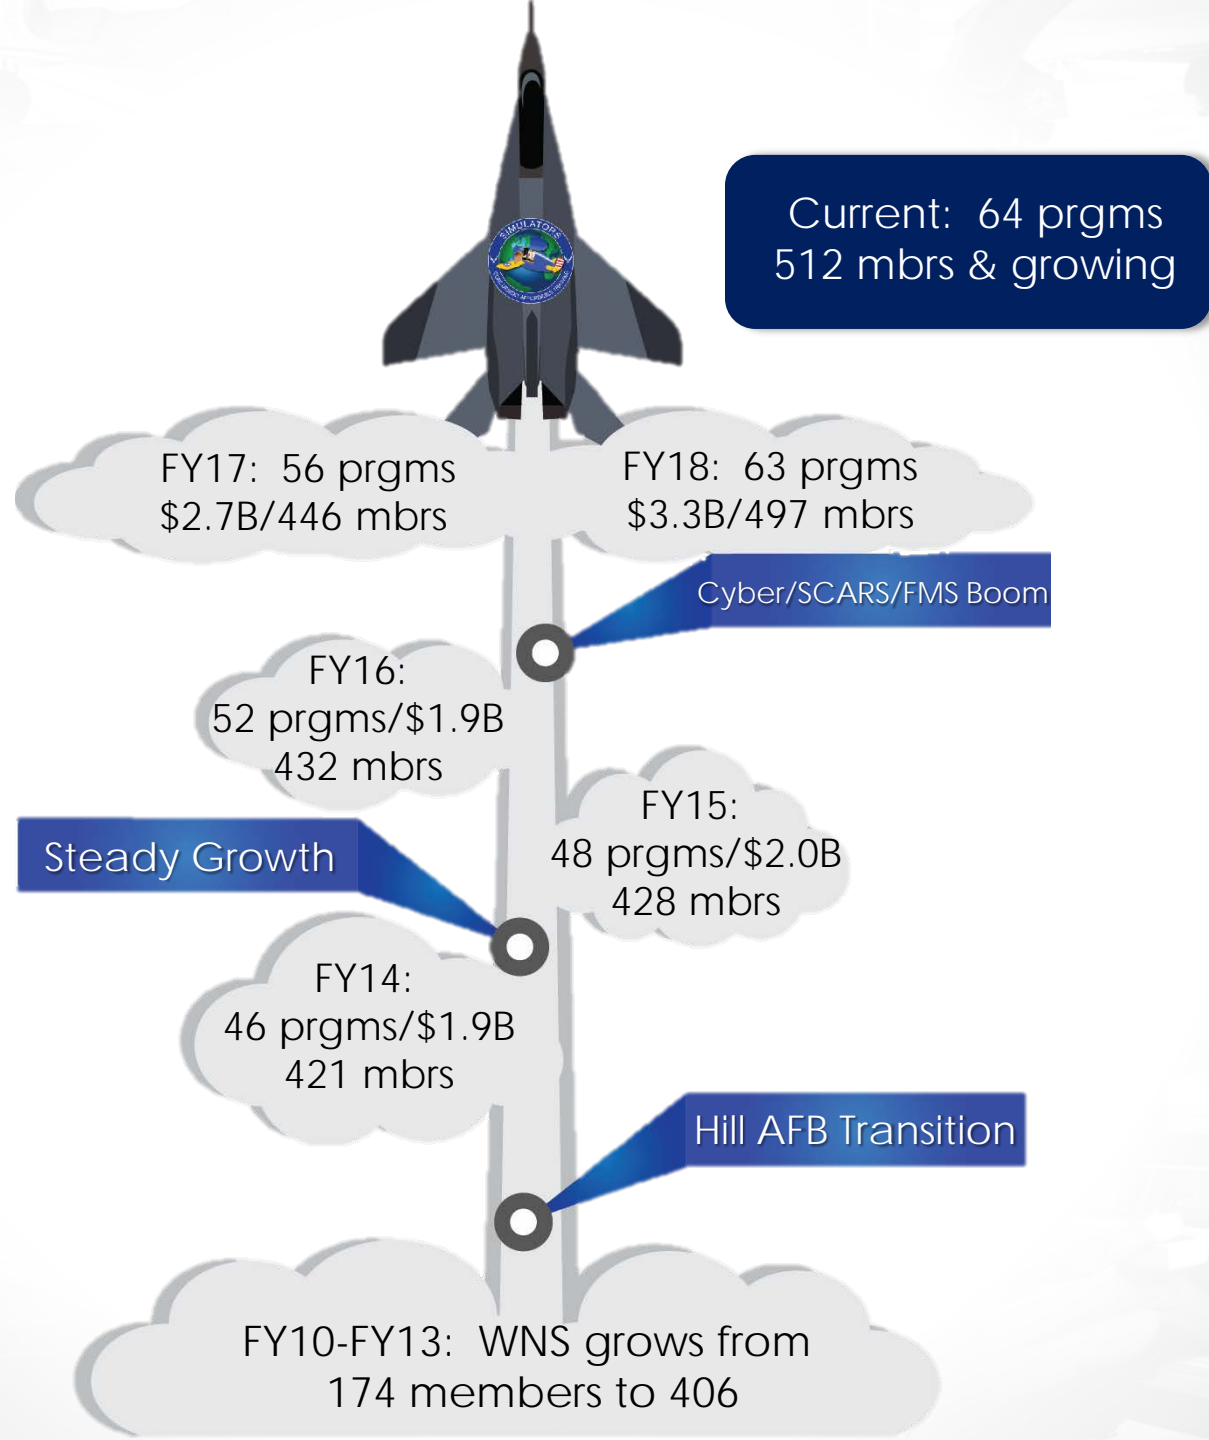 SIMULATORS
Current: 64 prgms
512 mbrs & growing
FY17: 56 prgms
$2.7B/446 mbrs
FY18: 63 prgms
$3.3B/497 mbrs
Cyber/SCARS/FMS Boom
FY16:
52 prgms/$1.9B
432 mbrs
FY15:
48 prgms/$2.0B
428 mbrs
Steady Growth
FY14:
46 prgms/$1.9B
421 mbrs
Hill AFB Transition
FY10-FY13: WNS grows from
174 members to 406